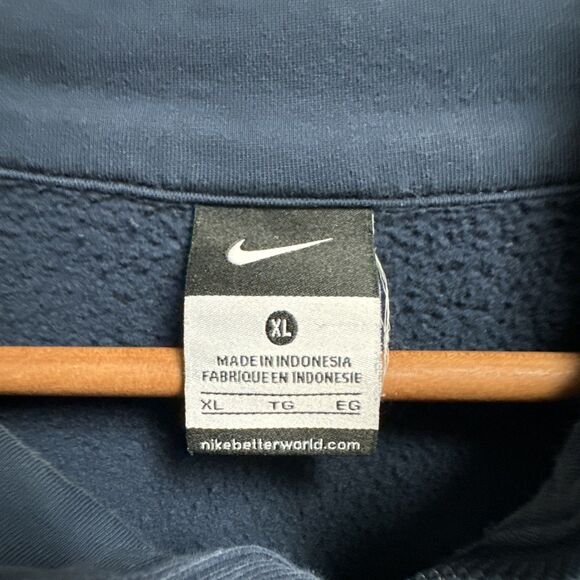 XL
MADE IN INDONESIA
FABRIQUE EN INDONESIE
XL TG EG
nikebetterworld.com